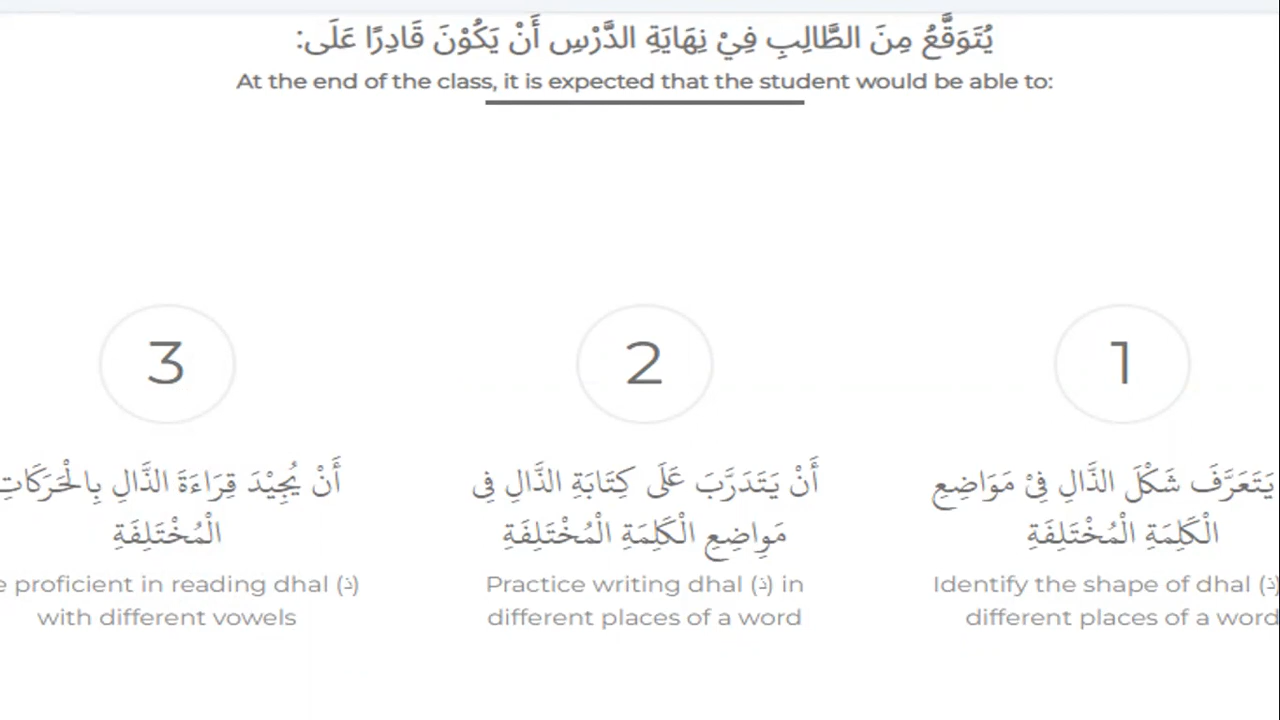 يُتَوَقَّعُ مِنَ الطَّالِبِ فِيْ نِهَايَةِ الدَّرْسِ أَنْ يَكُوْنَ قَادِرًا عَلَى:
At the end of the class, it is expected that the student would be able to:
1
يَتَعَرَّفَ شَكْلَ الذَّالِ فِيْ مَوَاضِعِ
الْكَلِمَةِ الْمُخْتَلِفَةِ
Identify the shape of dhal (ذ)
different places of a word
2
أَنْ يَتَدَرَّبَ عَلَى كِتَابَةِ الذَّالِ فِى
مَوِاضِعِ الْكَلِمَةِ الْمُخْتَلِفَةِ
Practice writing dhal (ذ) in
different places of a word
3
أَنْ يُجِيْدَ قِرَاءَةَ الذَّالِ بِالْحَرَكَاتِ
الْمُخْتَلِفَةِ
e proficient in reading dhal (ذ)
with different vowels